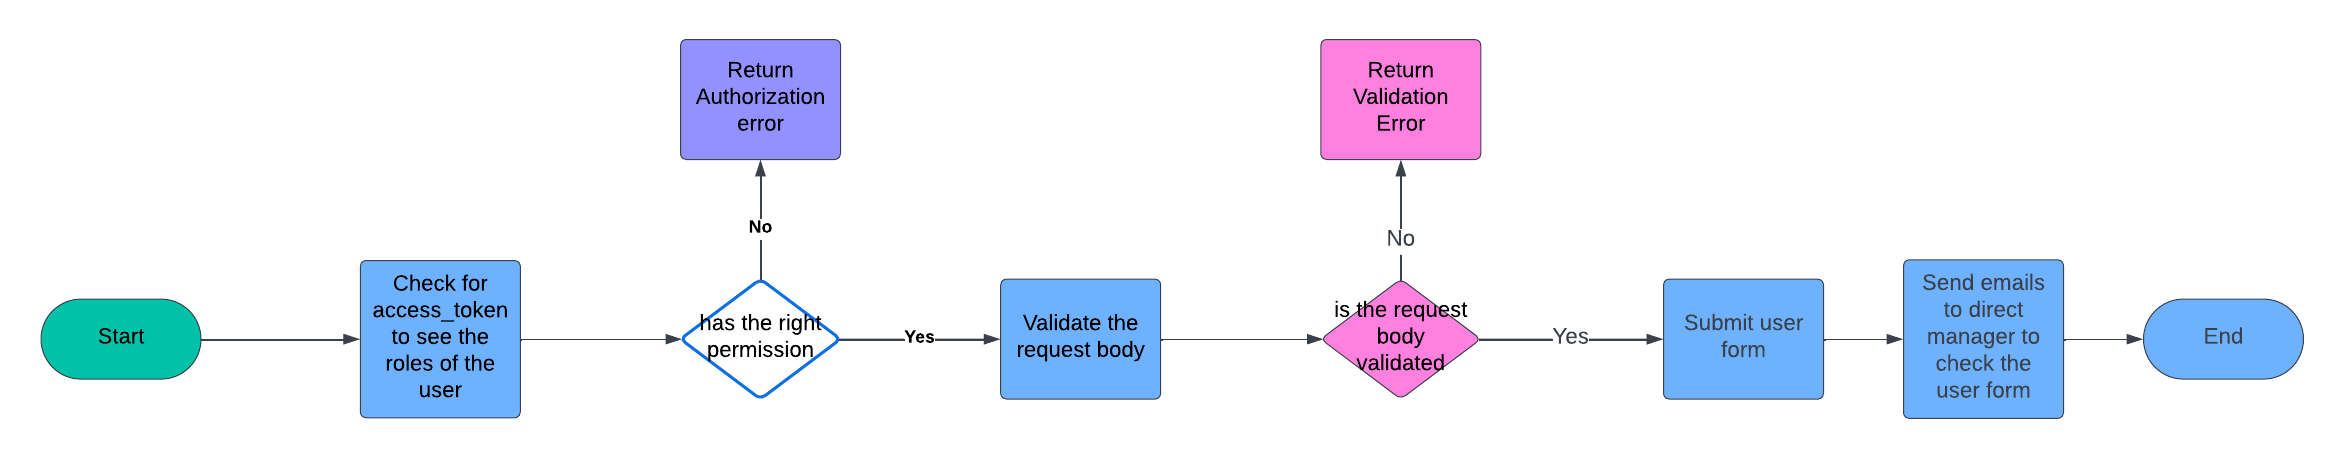 Start
Check for
access_token
to see the
roles of the
user
has the right
permission
No
Return
Authorization
error
Yes
Validate the
request body
is the request
body
validated
No
Return
Validation
Error
Yes
Submit user
form
Send emails
to direct
manager to
check the
user form
End